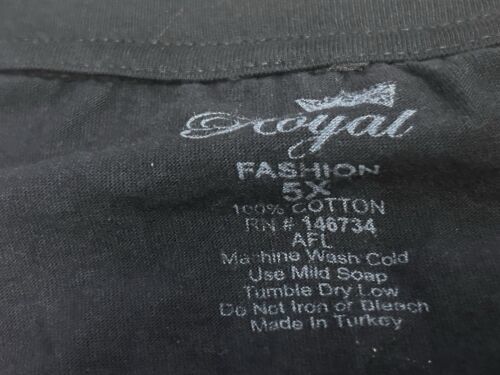 Royal
FASHION
5X
100% COTTON
RN # 146734
AFL
Machine Wash Cold
Use Mild Soap
Tumble Dry Low
Do Not Iron or Bleach
Made In Turkey